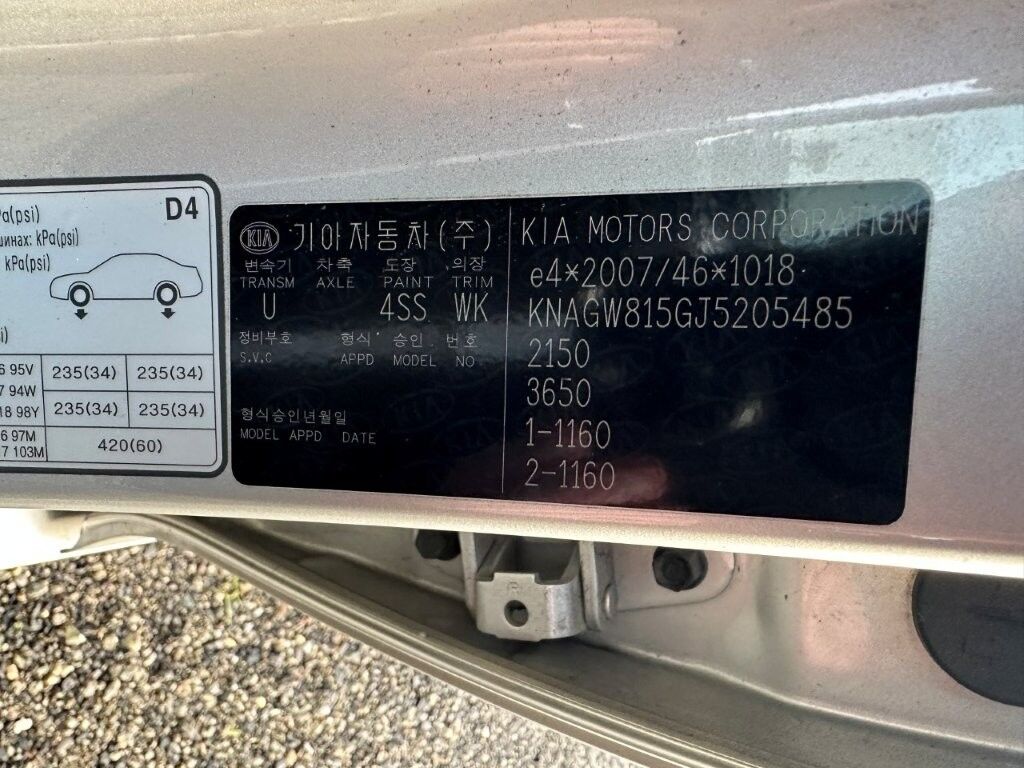 Pa(psi)
D4
шинах: kPa(psi)
kPa(psi)
6 95V 235(34) 235(34)
7 94W
18 98Y 235(34) 235(34)
6 97M
7 103M 420(60)
KIA 기아자동차(주)
변속기 차축 도장 의장
TRANSM AXLE PAINT TRIM
U 4SS WK
정비부호 형식 승인 번호
S.V.C APPD MODEL NO
형식승인년월일
MODEL APPD DATE
KIA MOTORS CORPORATION
e4*2007/46*1018
KNAGW815GJ5205485
2150
3650
1-1160
2-1160